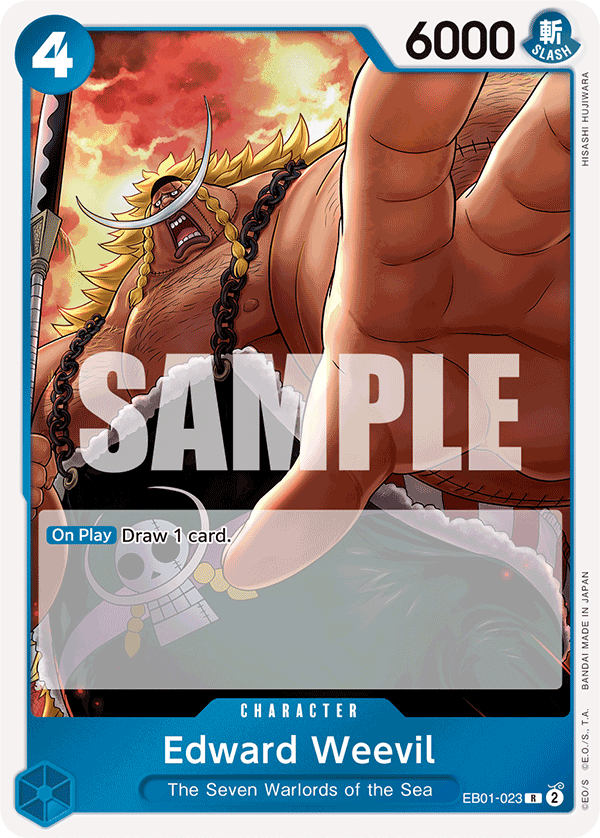 4
6000
斬
SLASH
HISASHI HUJIWARA
SAMPLE
On Play Draw 1 card.
CHARACTER
Edward Weevil
The Seven Warlords of the Sea
EB01-023 R 2
©E.O/S ©E.O./S., T.A. BANDAI MADE IN JAPAN